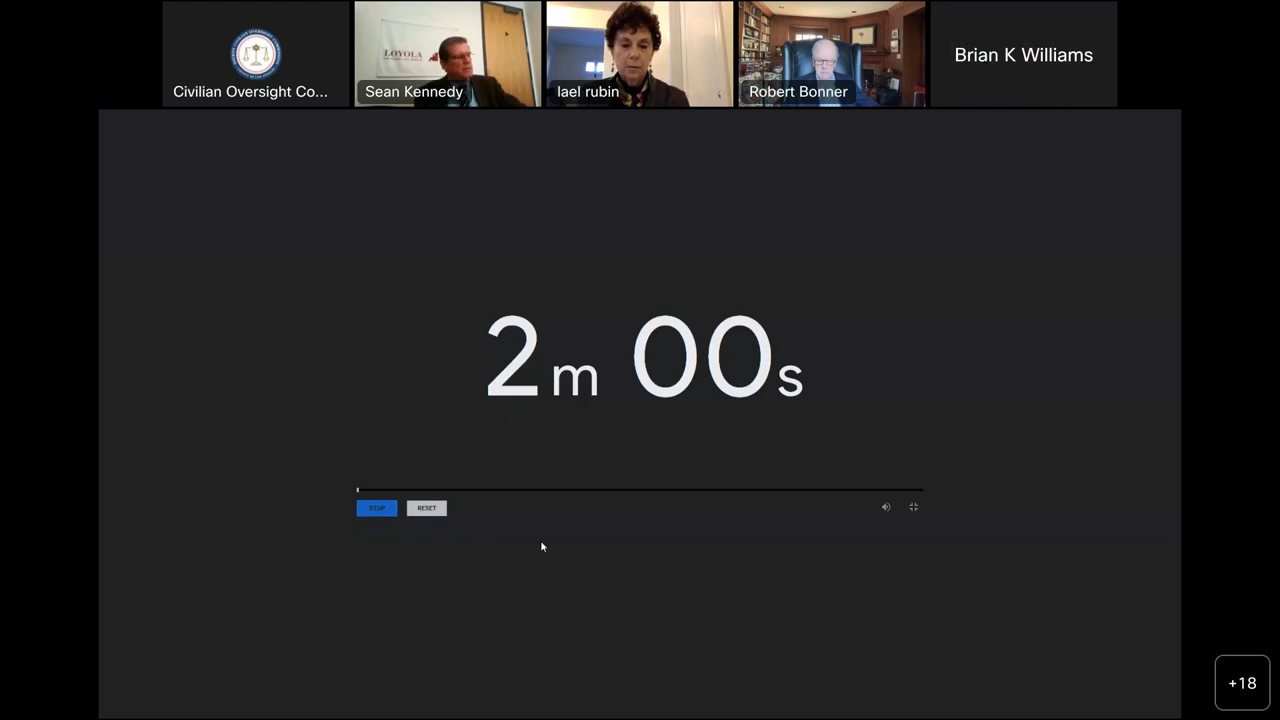 Civilian Oversight Co...
LOYOLA
Sean Kennedy
lael rubin
Robert Bonner
Brian K Williams
2m 00s
STOP
RESET
+18